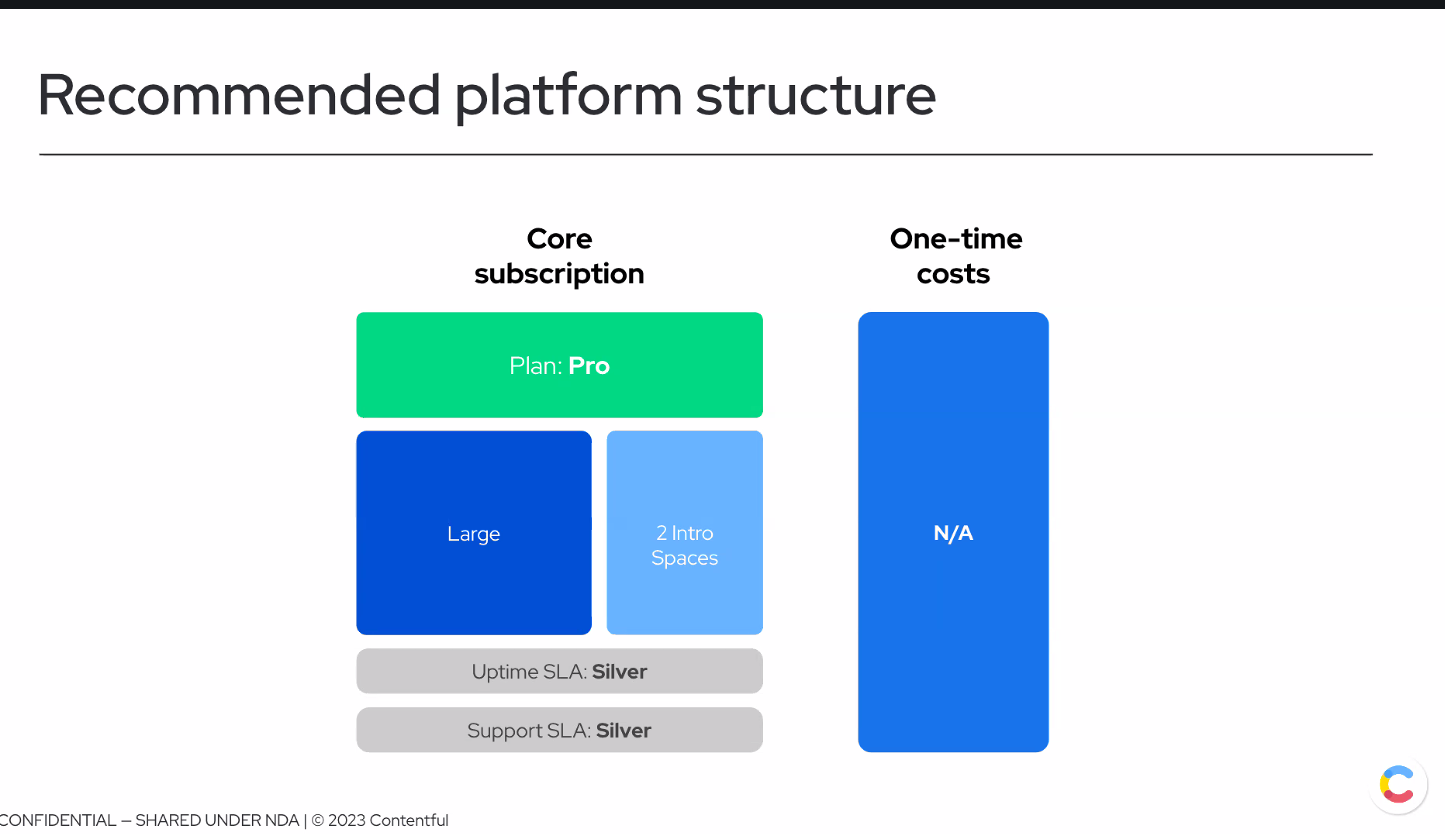 Recommended platform structure
Core
subscription
One-time
costs
Plan: Pro
Large
2 Intro
Spaces
N/A
Uptime SLA: Silver
Support SLA: Silver
CONFIDENTIAL – SHARED UNDER NDA | © 2023 Contentful